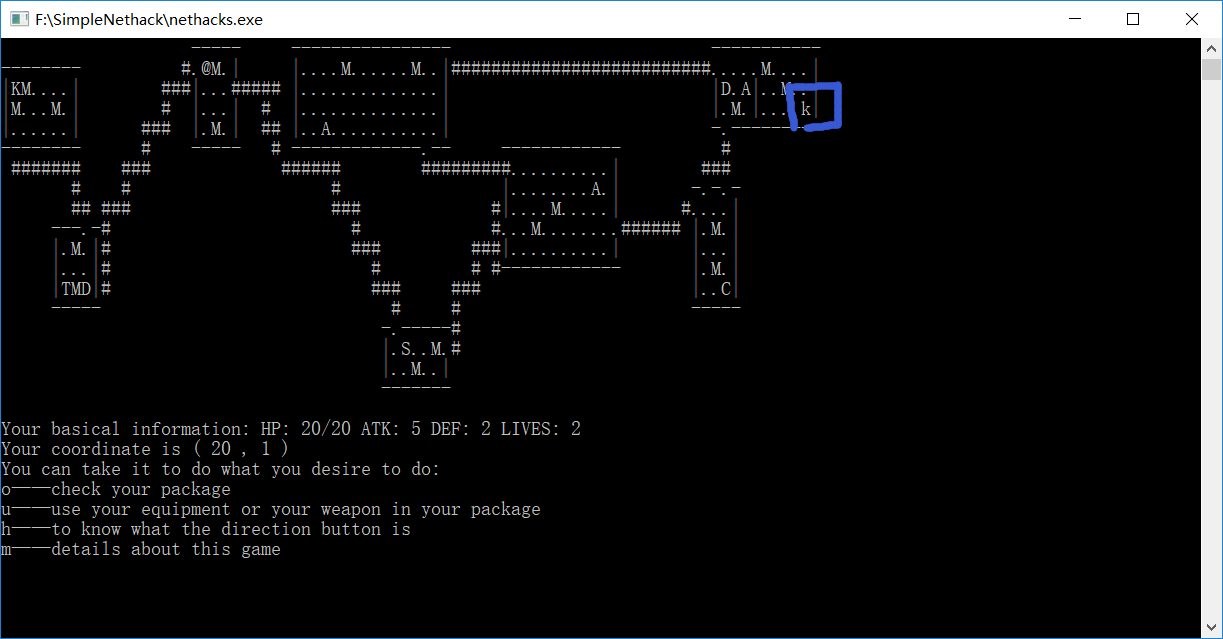 F:\SimpleNethack\nethacks.exe
                   -----     ----------------                          -----------
--------          #.@M. |     |....M......M..|##########################.....M....|
|KM.... |               ###|...##### |............. |                          |D.A|..M..
|M...M. |               #  |... |  #  |............. |                          |.M. |... k|
|...... |             ###  |.M. |  ##  |..A.......... |                          -.--------
--------              #    -----   # -------------.--     ------------          #
 #######    ###                ######        #########..........|        ###
       #    #                    #                |........A. |       -.-.-
       ## ###                    ###             #|....M..... |      #.... |
     ---.-#                        #             #...M........######  |.M. |
     |.M. |#                       ###         ###|.......... |       |... |
     |... |#                         #         # #------------       |.M. |
     |TMD|#                          ###     ###                     |..C|
     -----                             #     #                       -----
                                      -.-----#
                                      |.S..M.#
                                      |..M.. |
                                      -------
Your basical information: HP: 20/20 ATK: 5 DEF: 2 LIVES: 2
Your coordinate is ( 20 , 1 )
You can take it to do what you desire to do:
o——check your package
u——use your equipment or your weapon in your package
h——to know what the direction button is
m——details about this game